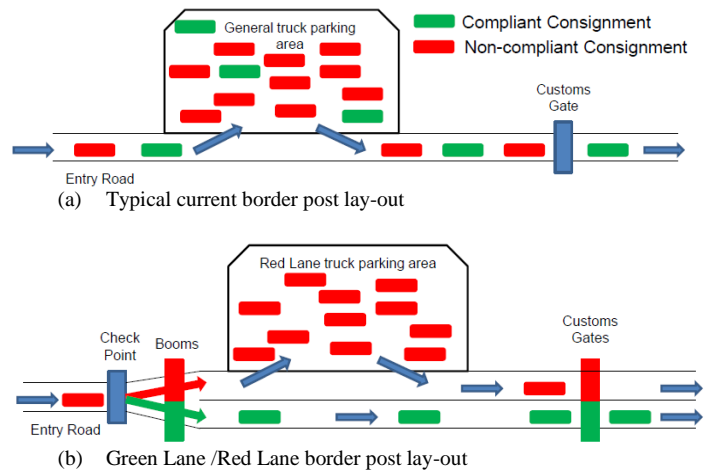 General truck parking
area
Compliant Consignment
Non-compliant Consignment
Customs
Gate
Entry Road
(a) Typical current border post lay-out
Red Lane truck parking area
Check
Point
Booms
Customs
Gates
Entry Road
(b) Green Lane /Red Lane border post lay-out